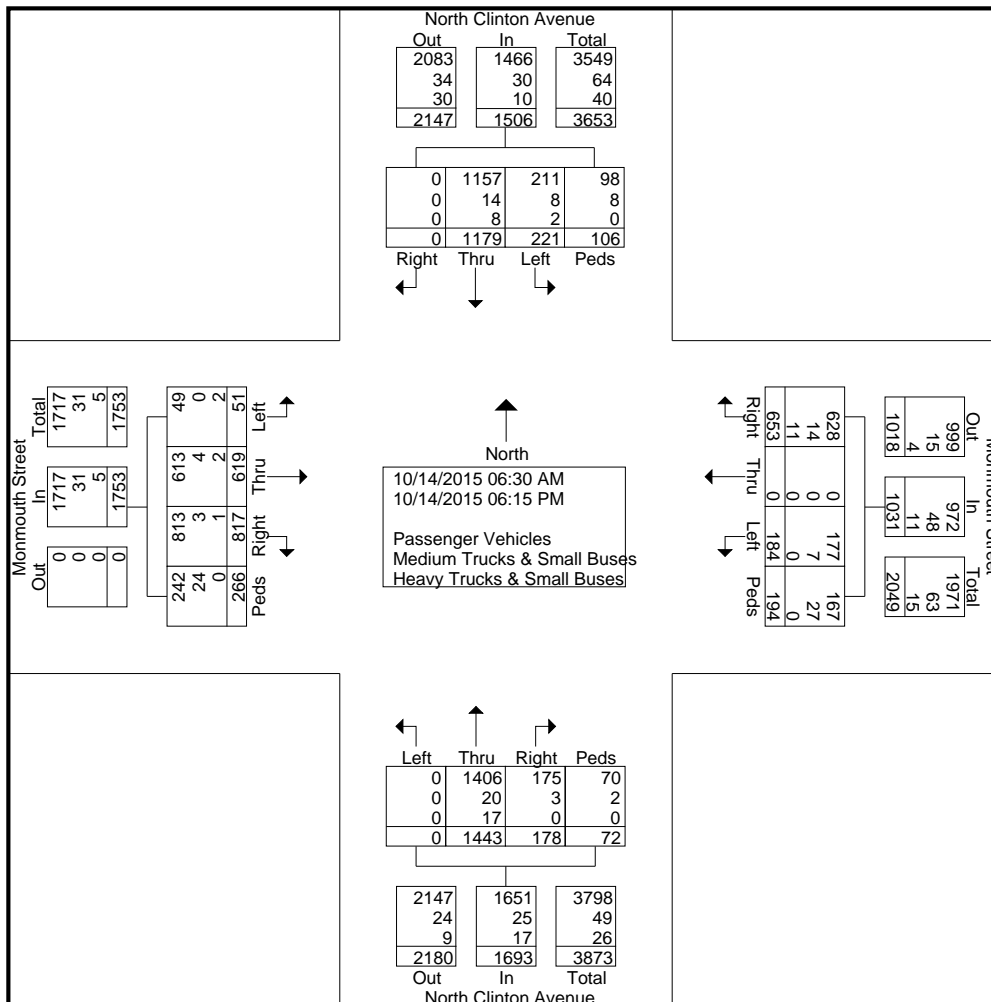 North Clinton Avenue
Out In Total
2083 1466 3549
34 30 64
30 10 40
2147 1506 3653
0 1157 211 98
0 14 8 8
0 8 2 0
0 1179 221 106
Right Thru Left Peds
Monmouth Street
Total
1717
31
5
1753
In
1717
31
5
1753
Out
0
0
0
0
49
0
2
51
Left
613
4
2
619
Thru
813
3
1
817
Right
242
24
0
266
Peds
North
10/14/2015 06:30 AM
10/14/2015 06:15 PM
Passenger Vehicles
Medium Trucks & Small Buses
Heavy Trucks & Small Buses
Right
628
14
11
653
Thru
0
0
0
0
Left
177
7
0
184
Peds
167
27
0
194
Out
999
15
4
1018
In
972
48
11
1031
Total
1971
63
15
2049
Monmouth Street
Left Thru Right Peds
0 1406 175 70
0 20 3 2
0 17 0 0
0 1443 178 72
2147 1651 3798
24 25 49
9 17 26
2180 1693 3873
Out In Total
North Clinton Avenue